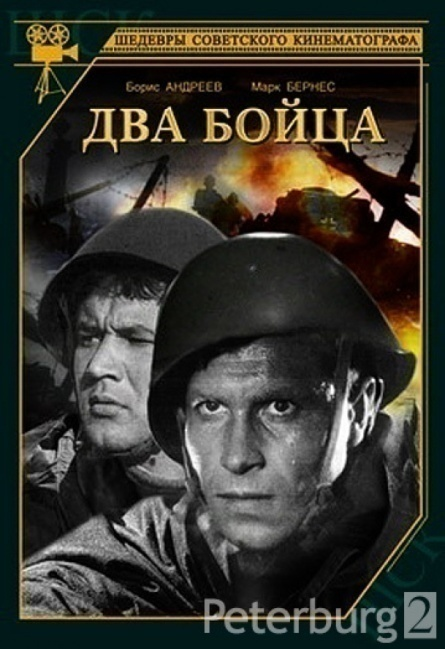 ШЕДЕВРЫ СОВЕТСКОГО КИНЕМАТОГРАФА
Борис АНДРЕЕВ Марк БЕРНЕС
ДВА БОЙЦА
Peterburg 2